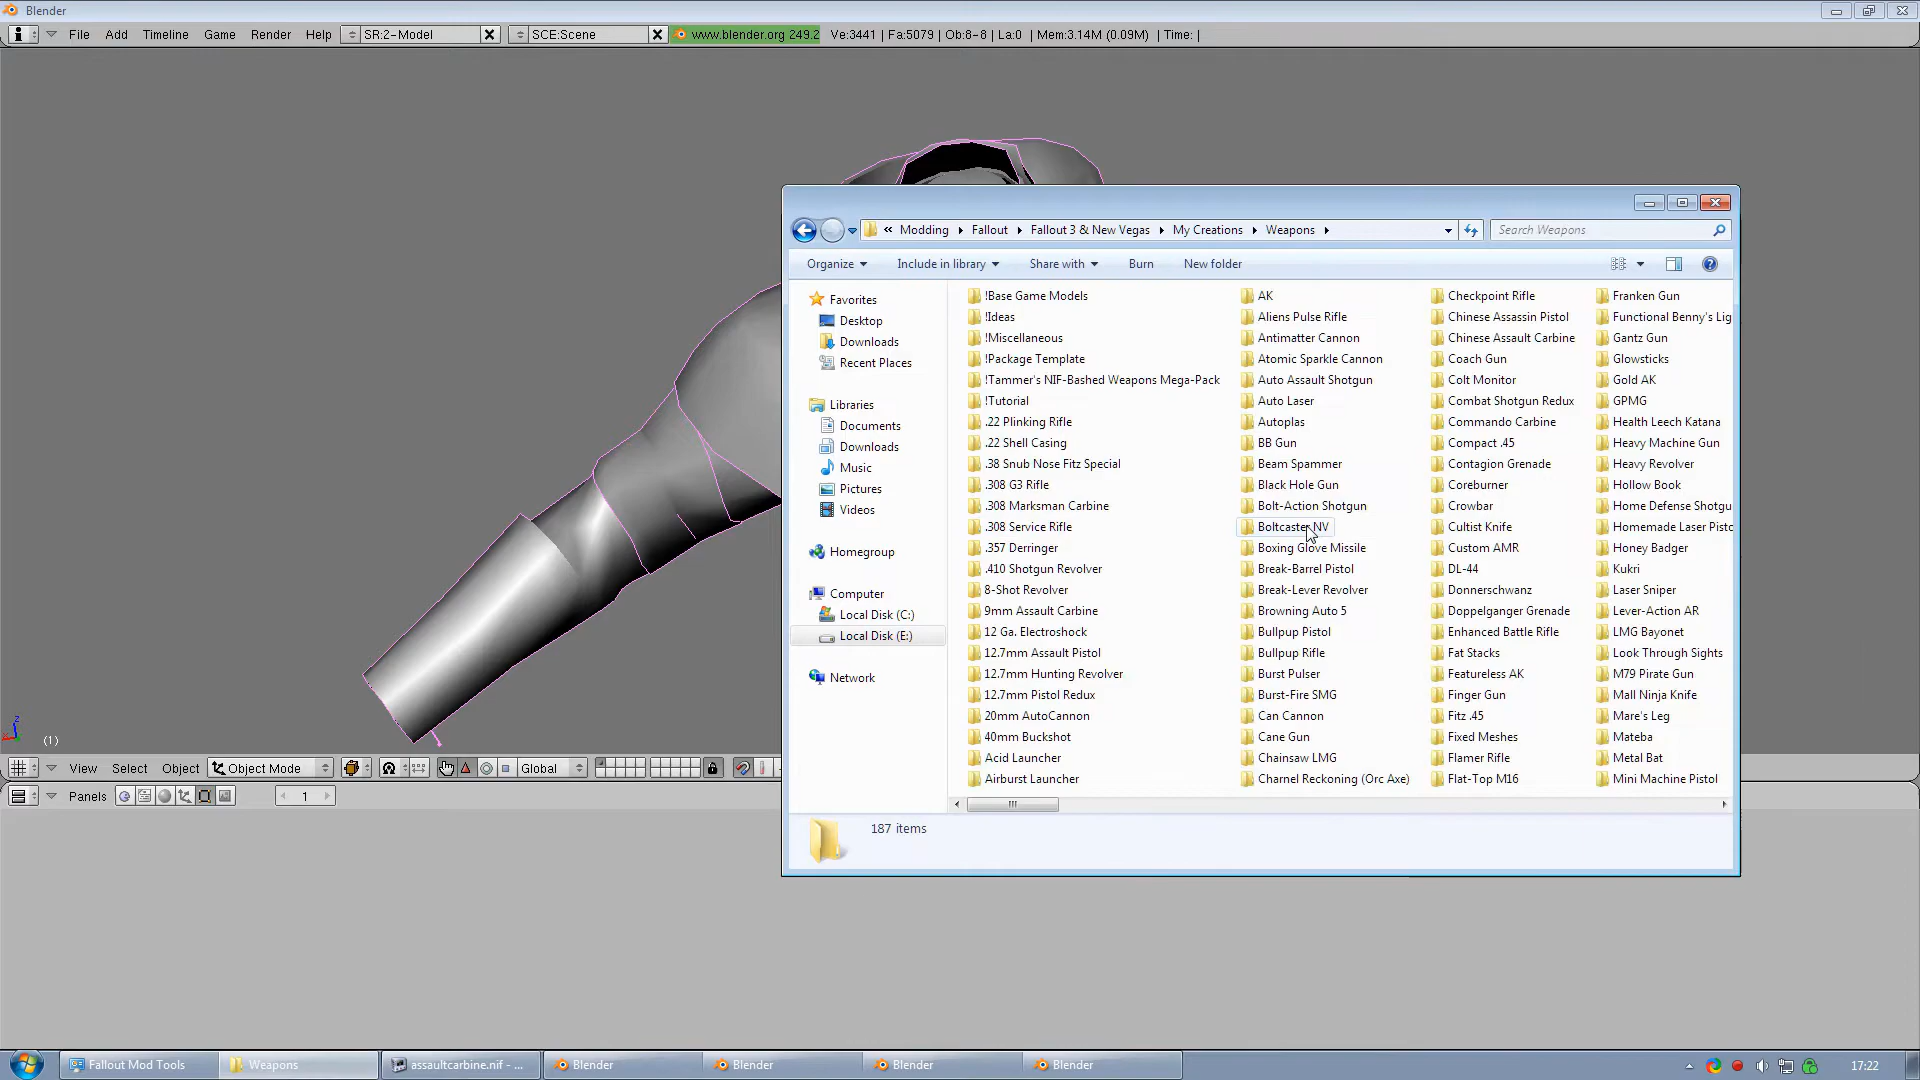 Blender
File Add Timeline Game Render Help SR:2-Model SCE:Scene www.blender.org 249.2 Ve:3441 | Fa:5079 | Ob:8-8 | La:0 | Mem:3.14M (0.09M) | Time: |
« Modding Fallout Fallout 3 & New Vegas My Creations Weapons Search Weapons
Organize Include in library Share with Burn New folder
Favorites
Desktop
Downloads
Recent Places
Libraries
Documents
Downloads
Music
Pictures
Videos
Homegroup
Computer
Local Disk (C:)
Local Disk (E:)
Network
!Base Game Models
!Ideas
!Miscellaneous
!Package Template
!Tammer's NIF-Bashed Weapons Mega-Pack
!Tutorial
.22 Plinking Rifle
.22 Shell Casing
.38 Snub Nose Fitz Special
.308 G3 Rifle
.308 Marksman Carbine
.308 Service Rifle
.357 Derringer
.410 Shotgun Revolver
8-Shot Revolver
9mm Assault Carbine
12 Ga. Electroshock
12.7mm Assault Pistol
12.7mm Hunting Revolver
12.7mm Pistol Redux
20mm AutoCannon
40mm Buckshot
Acid Launcher
Airburst Launcher
AK
Aliens Pulse Rifle
Antimatter Cannon
Atomic Sparkle Cannon
Auto Assault Shotgun
Auto Laser
Autoplas
BB Gun
Beam Spammer
Black Hole Gun
Bolt-Action Shotgun
Boltcaster NV
Boxing Glove Missile
Break-Barrel Pistol
Break-Lever Revolver
Browning Auto 5
Bullpup Pistol
Bullpup Rifle
Burst Pulser
Burst-Fire SMG
Can Cannon
Cane Gun
Chainsaw LMG
Charnel Reckoning (Orc Axe)
Checkpoint Rifle
Chinese Assassin Pistol
Chinese Assault Carbine
Coach Gun
Colt Monitor
Combat Shotgun Redux
Commando Carbine
Compact .45
Contagion Grenade
Coreburner
Crowbar
Cultist Knife
Custom AMR
DL-44
Donnerschwanz
Doppelganger Grenade
Enhanced Battle Rifle
Fat Stacks
Featureless AK
Finger Gun
Fitz .45
Fixed Meshes
Flamer Rifle
Flat-Top M16
Franken Gun
Functional Benny's Lig
Gantz Gun
Glowsticks
Gold AK
GPMG
Health Leech Katana
Heavy Machine Gun
Heavy Revolver
Hollow Book
Home Defense Shotgu
Homemade Laser Pisto
Honey Badger
Kukri
Laser Sniper
Lever-Action AR
LMG Bayonet
Look Through Sights
M79 Pirate Gun
Mall Ninja Knife
Mare's Leg
Mateba
Metal Bat
Mini Machine Pistol
187 items
z
x
(1)
View Select Object Object Mode Global
Panels 1
Fallout Mod Tools Weapons assaultcarbine.nif - ... Blender Blender Blender Blender 17:22